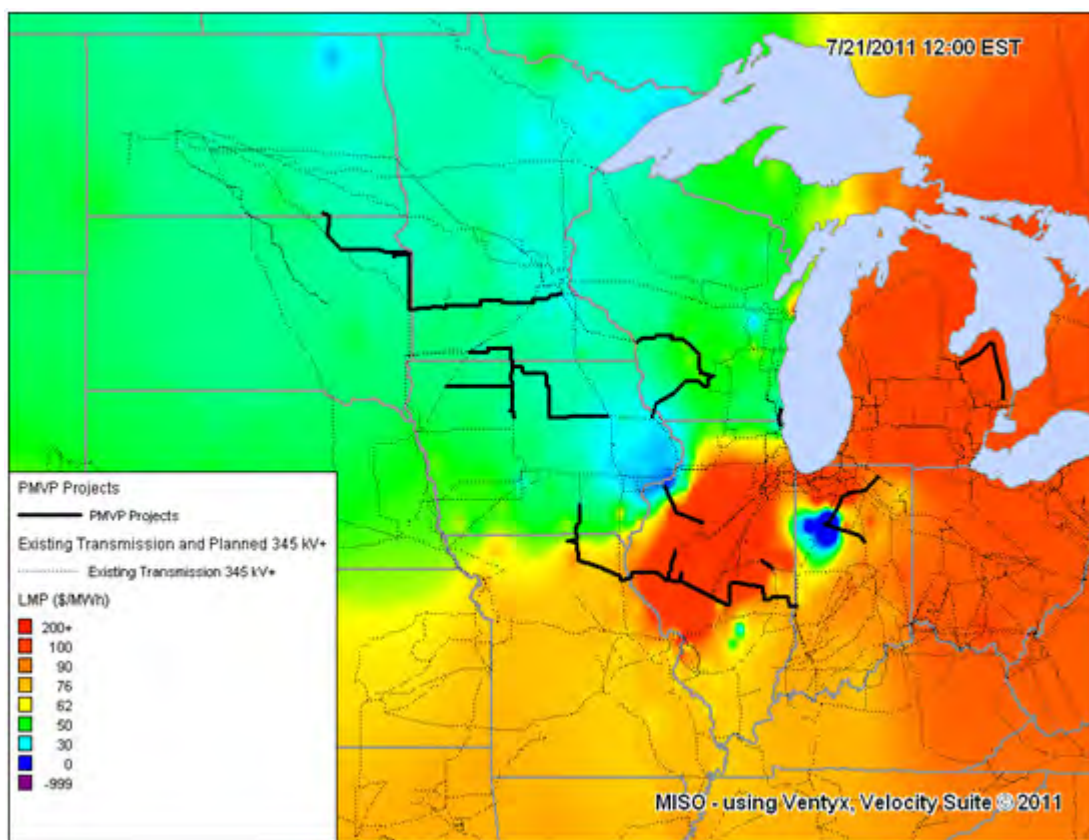 7/21/2011 12:00 EST
PMVP Projects
PMVP Projects
Existing Transmission and Planned 345 kV+
Existing Transmission 345 kV+
LMP ($/MWh)
200+
100
90
76
62
50
30
0
-999
MISO - using Ventyx, Velocity Suite © 2011